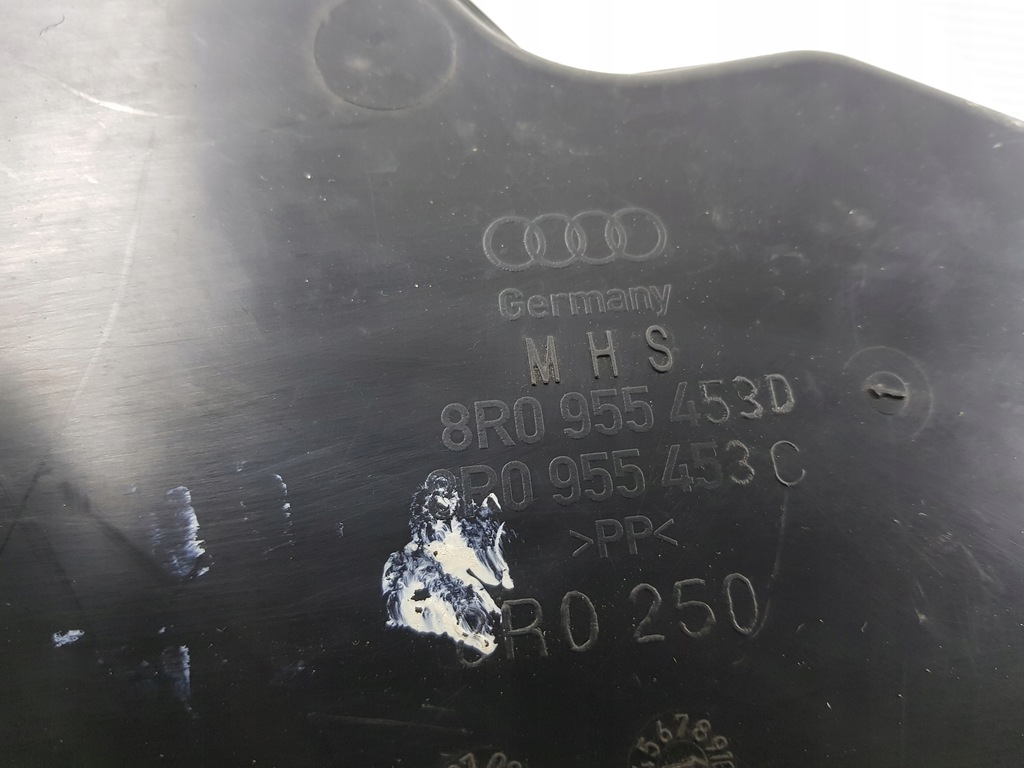 Germany
M H S
8R0 955 453D
8R0 955 453 C
>PP<
8R0 250